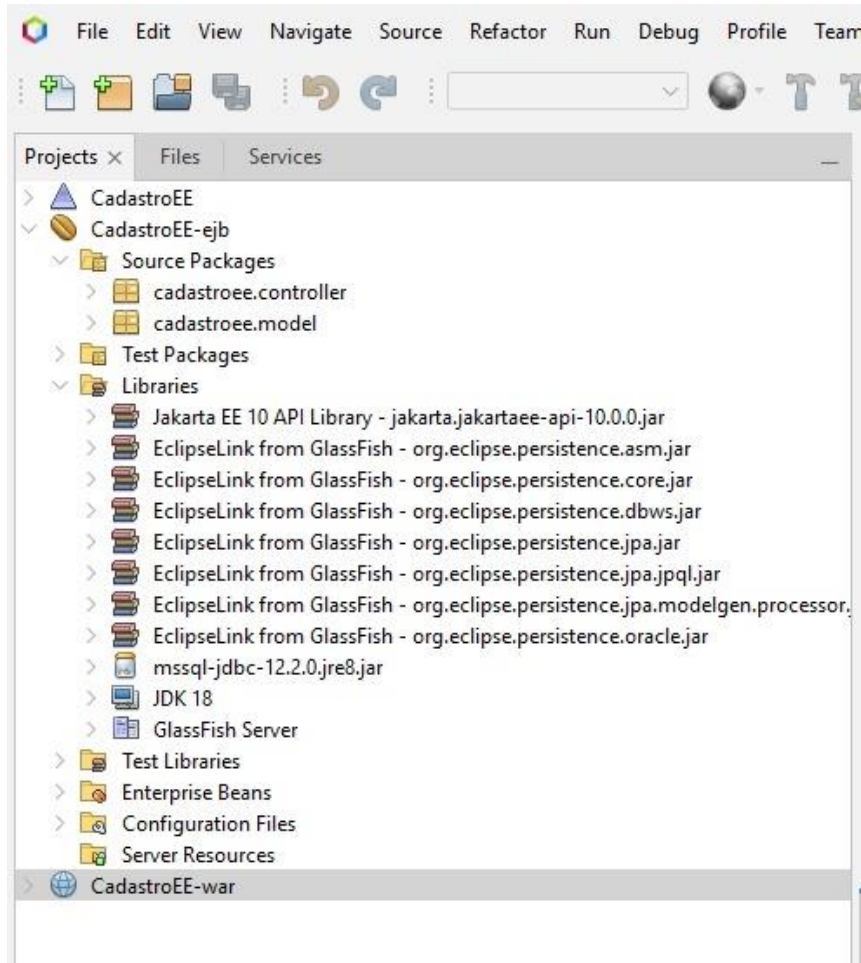 File Edit View Navigate Source Refactor Run Debug Profile Team
Projects Files Services
CadastroEE
CadastroEE-ejb
Source Packages
cadastroee.controller
cadastroee.model
Test Packages
Libraries
Jakarta EE 10 API Library - jakarta.jakartaee-api-10.0.0.jar
EclipseLink from GlassFish - org.eclipse.persistence.asm.jar
EclipseLink from GlassFish - org.eclipse.persistence.core.jar
EclipseLink from GlassFish - org.eclipse.persistence.dbws.jar
EclipseLink from GlassFish - org.eclipse.persistence.jpa.jar
EclipseLink from GlassFish - org.eclipse.persistence.jpa.jpql.jar
EclipseLink from GlassFish - org.eclipse.persistence.jpa.modelgen.processor.
EclipseLink from GlassFish - org.eclipse.persistence.oracle.jar
mssql-jdbc-12.2.0.jre8.jar
JDK 18
GlassFish Server
Test Libraries
Enterprise Beans
Configuration Files
Server Resources
CadastroEE-war